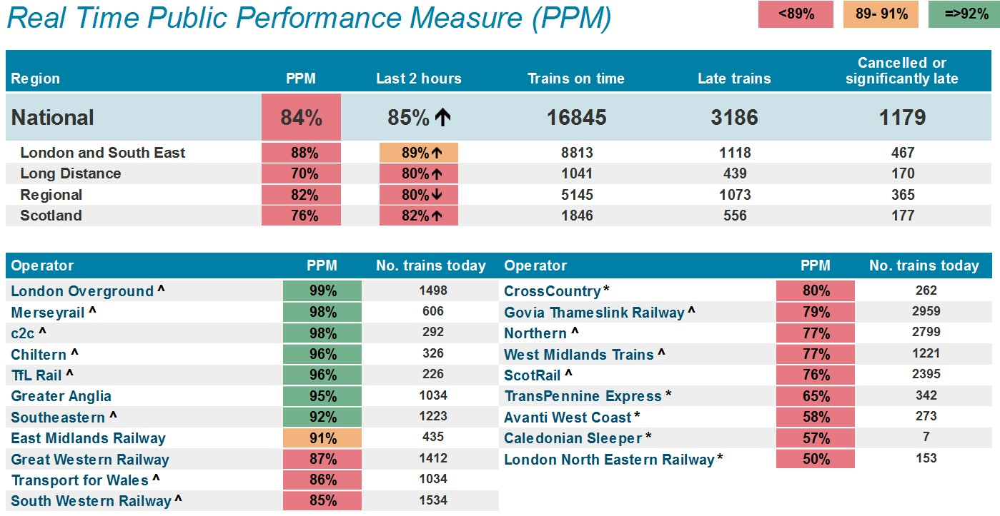 Real Time Public Performance Measure (PPM) <89% 89- 91% =>92%
Region PPM Last 2 hours Trains on time Late trains Cancelled or significantly late
National 84% 85% ↑ 16845 3186 1179
London and South East 88% 89% ↑ 8813 1118 467
Long Distance 70% 80% ↑ 1041 439 170
Regional 82% 80% ↓ 5145 1073 365
Scotland 76% 82% ↑ 1846 556 177
Operator PPM No. trains today Operator PPM No. trains today
London Overground ^ 99% 1498 CrossCountry * 80% 262
Merseyrail ^ 98% 606 Govia Thameslink Railway ^ 79% 2959
c2c ^ 98% 292 Northern ^ 77% 2799
Chiltern ^ 96% 326 West Midlands Trains ^ 77% 1221
TfL Rail ^ 96% 226 ScotRail ^ 76% 2395
Greater Anglia 95% 1034 TransPennine Express * 65% 342
Southeastern ^ 92% 1223 Avanti West Coast * 58% 273
East Midlands Railway 91% 435 Caledonian Sleeper * 57% 7
Great Western Railway 87% 1412 London North Eastern Railway * 50% 153
Transport for Wales ^ 86% 1034
South Western Railway ^ 85% 1534